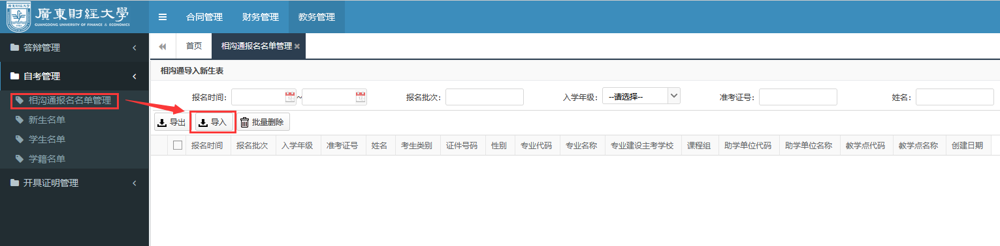 廣東財經大學
廣東財經大學
GUANGDONG UNIVERSITY OF FINANCE & ECONOMICS
合同管理 财务管理 教务管理
答辩管理
自考管理
相沟通报名名单管理
新生名单
学生名单
学籍名单
开具证明管理
首页 相沟通报名名单管理
相沟通导入新生表
报名时间: ~ 报名批次: 入学年级: --请选择-- 准考证号: 姓名:
导出 导入 批量删除
报名时间 报名批次 入学年级 准考证号 姓名 考生类别 证件号码 性别 专业代码 专业名称 专业建设主考学校 课程组 助学单位代码 助学单位名称 教学点代码 教学点名称 创建日期